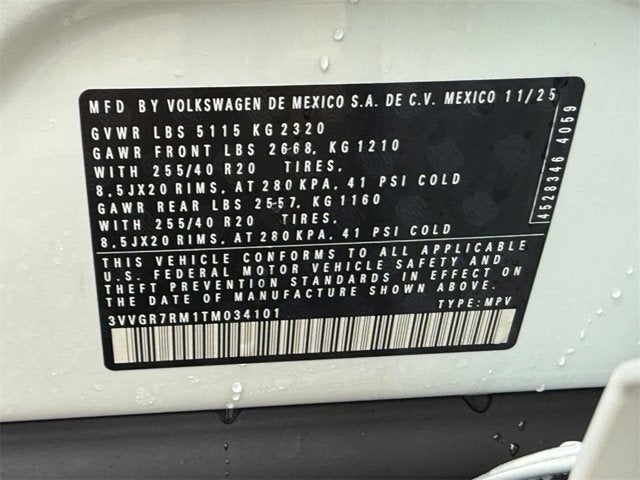 MFD BY VOLKSWAGEN DE MEXICO S.A. DE C.V. MEXICO 11/25
GVWR LBS 5115 KG 2320
GAWR FRONT LBS 2668, KG 1210
WITH 255/40 R20 TIRES,
8.5JX20 RIMS, AT 280 KPA, 41 PSI COLD
GAWR REAR LBS 2557, KG 1160
WITH 255/40 R20 TIRES,
8.5JX20 RIMS, AT 280 KPA, 41 PSI COLD
4528346 4059
THIS VEHICLE CONFORMS TO ALL APPLICABLE
U.S. FEDERAL MOTOR VEHICLE SAFETY AND
THEFT PREVENTION STANDARDS IN EFFECT ON
THE DATE OF MANUFACTURE SHOWN ABOVE.
3VVGR7RM1TM034101 TYPE: MPV